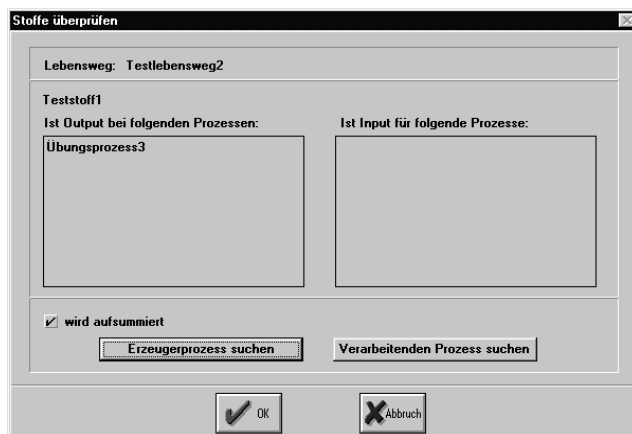 Stoffe überprüfen
Lebensweg: Testlebensweg2
Teststoff1
Ist Output bei folgenden Prozessen:
Ist Input für folgende Prozesse:
Übungsprozess3
wird aufsummiert
Erzeugerprozess suchen
Verarbeitenden Prozess suchen
OK
Abbruch